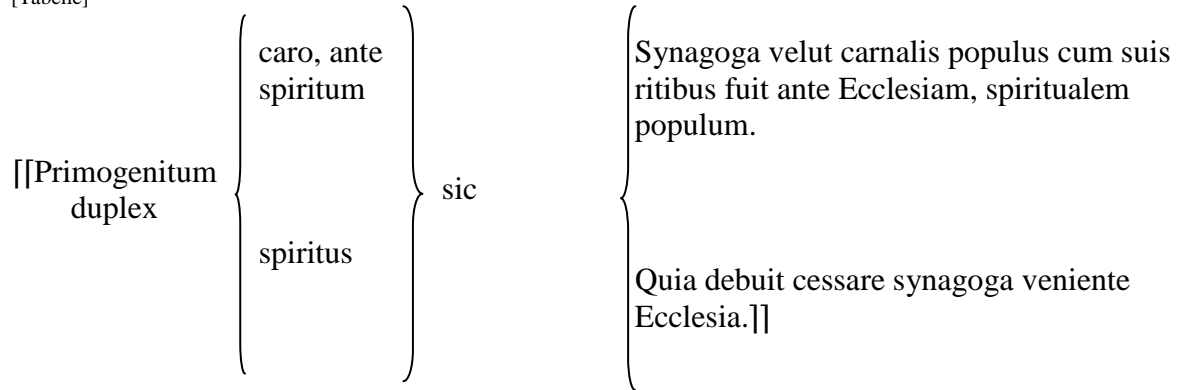 [Tabelle]
caro, ante
spiritum
Synagoga velut carnalis populus cum suis
ritibus fuit ante Ecclesiam, spiritualem
populum.
[[Primogenitum
duplex
sic
spiritus
Quia debuit cessare synagoga veniente
Ecclesia.]]